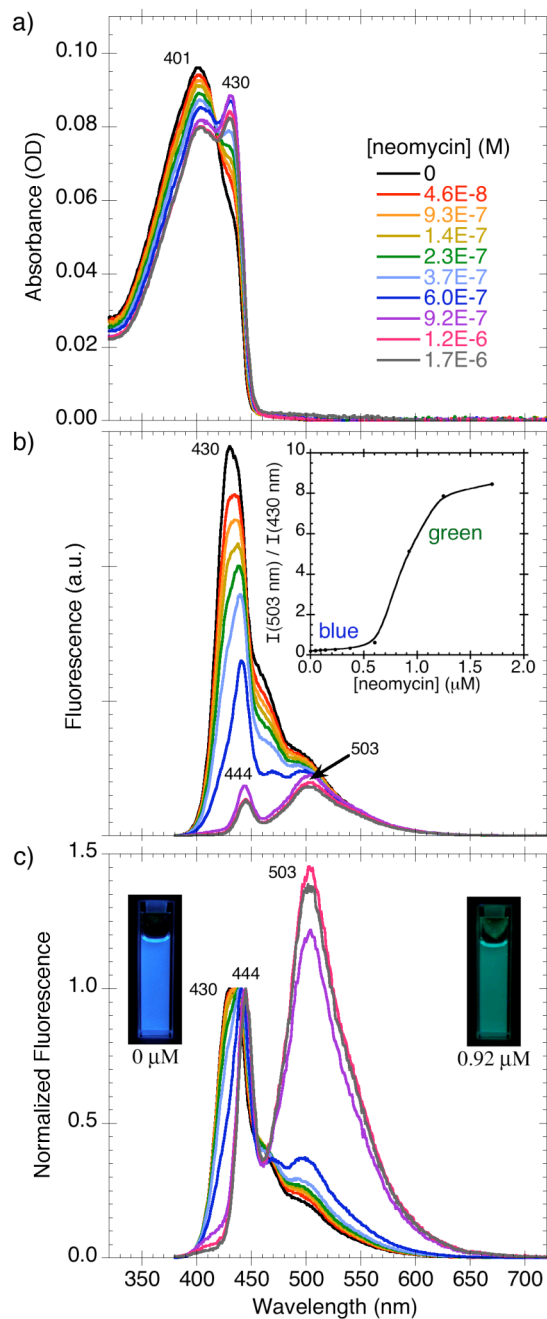 a)
0.10
401
430
0.08
[neomycin] (M)
0
4.6E-8
9.3E-7
1.4E-7
2.3E-7
3.7E-7
6.0E-7
9.2E-7
1.2E-6
1.7E-6
Absorbance (OD)
0.06
0.04
0.02
0.00
b)
430
Fluorescence (a.u.)
I(503 nm) / I(430 nm)
10
8
6
4
2
0
green
blue
0.0 0.5 1.0 1.5 2.0
[neomycin] (μM)
503
444
c)
1.5
503
430
444
1.0
0 μM
0.92 μM
Normalized Fluorescence
0.5
0.0
350 400 450 500 550 600 650 700
Wavelength (nm)